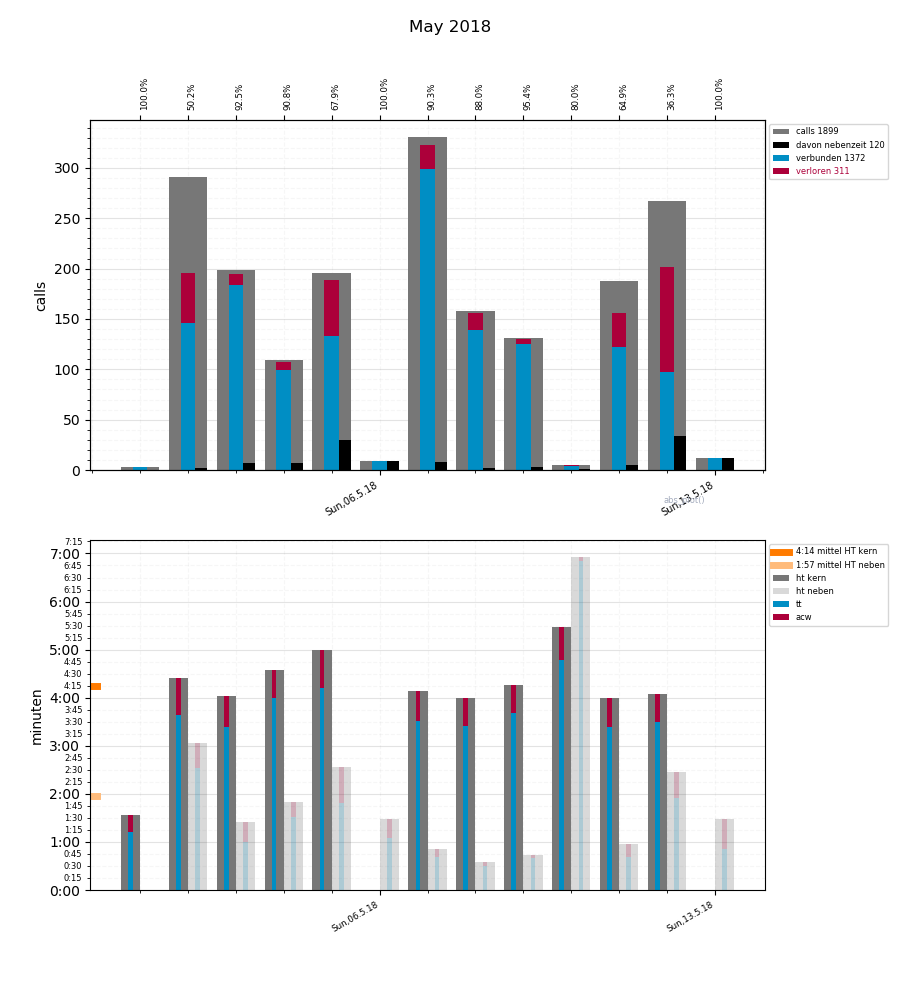 May 2018
100.0% 50.2% 92.5% 90.8% 67.9% 100.0% 90.3% 88.0% 95.4% 80.0% 64.9% 36.3% 100.0%
calls 1899
davon nebenzeit 120
verbunden 1372
verloren 311
300
250
200
150
100
50
0
calls
Sun,06.5.18
Sun,13.5.18
7:15
7:00
6:45
6:30
6:15
6:00
5:45
5:30
5:15
5:00
4:45
4:30
4:15
4:00
3:45
3:30
3:15
3:00
2:45
2:30
2:15
2:00
1:45
1:30
1:15
1:00
0:45
0:30
0:15
0:00
minuten
4:14 mittel HT kern
1:57 mittel HT neben
ht kern
ht neben
tt
acw
Sun,06.5.18
Sun,13.5.18